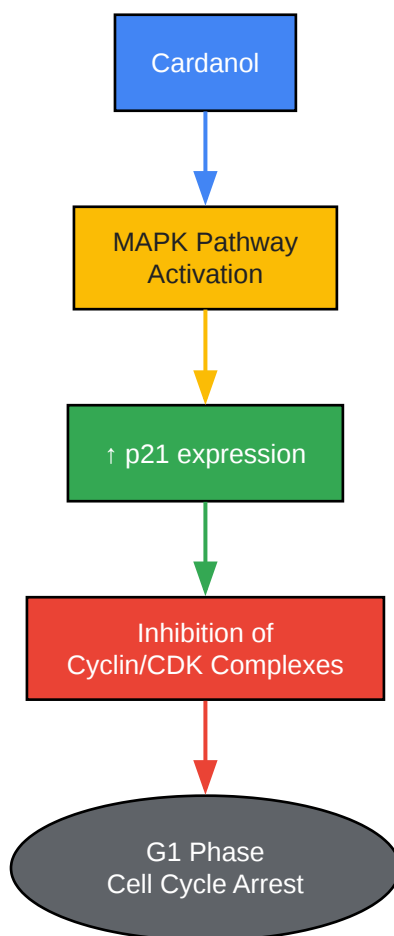 Cardanol
MAPK Pathway
Activation
↑ p21 expression
Inhibition of
Cyclin/CDK Complexes
G1 Phase
Cell Cycle Arrest